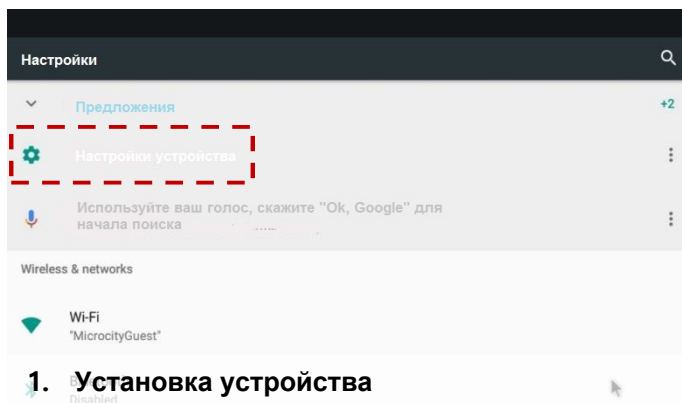 Настройки
Предложения
+2
Настройки устройства
Используйте ваш голос, скажите "Ok, Google" для
начала поиска
Wireless & networks
Wi-Fi
"MicrocityGuest"
1. Установка устройства
Disabled